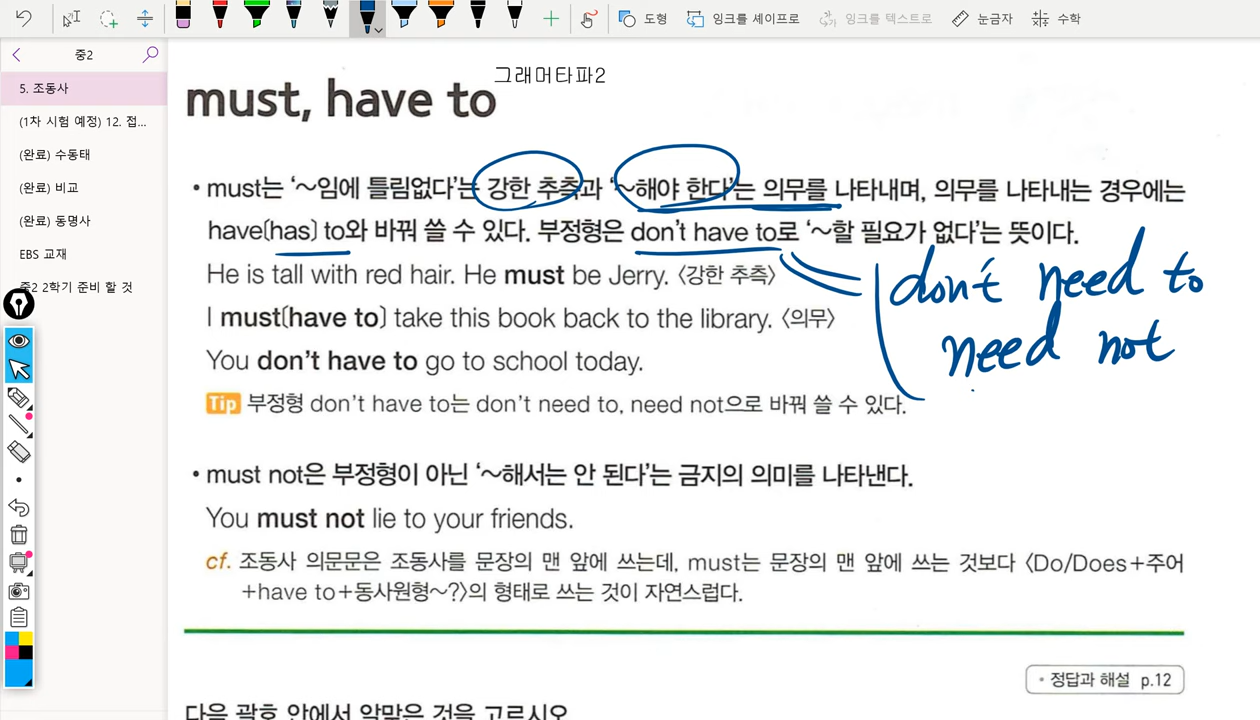 도형
잉크를 셰이프로
잉크를 텍스트로
눈금자
수학
중2
5. 조동사
(1차 시험 예정) 12. 접...
(완료) 수동태
(완료) 비교
(완료) 동명사
EBS 교재
중2 2학기 준비 할 것
그래머타파2
must, have to
• must는 ‘~임에 틀림없다’는 강한 추측과 ‘~해야 한다’는 의무를 나타내며, 의무를 나타내는 경우에는
have(has) to와 바꿔 쓸 수 있다. 부정형은 don't have to로 ‘~할 필요가 없다’는 뜻이다.
He is tall with red hair. He must be Jerry. 〈강한 추측〉
I must(have to) take this book back to the library. 〈의무〉
You don't have to go to school today.
don't need to
need not
Tip 부정형 don't have to는 don't need to, need not으로 바꿔 쓸 수 있다.
• must not은 부정형이 아닌 ‘~해서는 안 된다’는 금지의 의미를 나타낸다.
You must not lie to your friends.
cf. 조동사 의문문은 조동사를 문장의 맨 앞에 쓰는데, must는 문장의 맨 앞에 쓰는 것보다 〈Do/Does+주어
+have to+동사원형~?〉의 형태로 쓰는 것이 자연스럽다.
• 정답과 해설 p.12
다음 괄호 안에서 알맞은 것을 고르시오